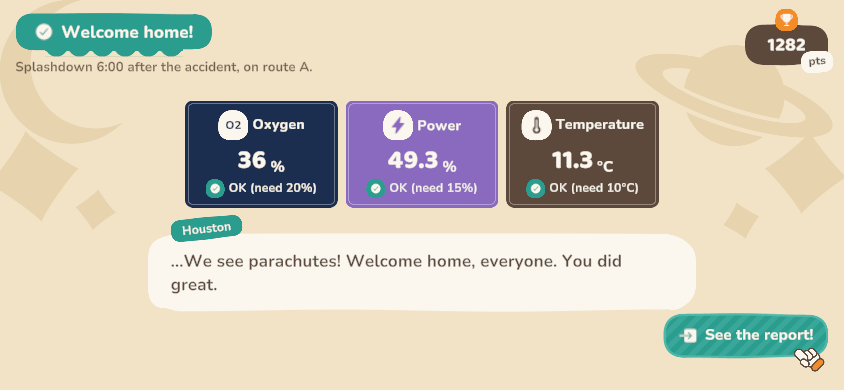 Welcome home!
Splashdown 6:00 after the accident, on route A.
1282
pts
O2 Oxygen
36 %
OK (need 20%)
Power
49.3 %
OK (need 15%)
Temperature
11.3 °C
OK (need 10°C)
Houston
...We see parachutes! Welcome home, everyone. You did
great.
See the report!